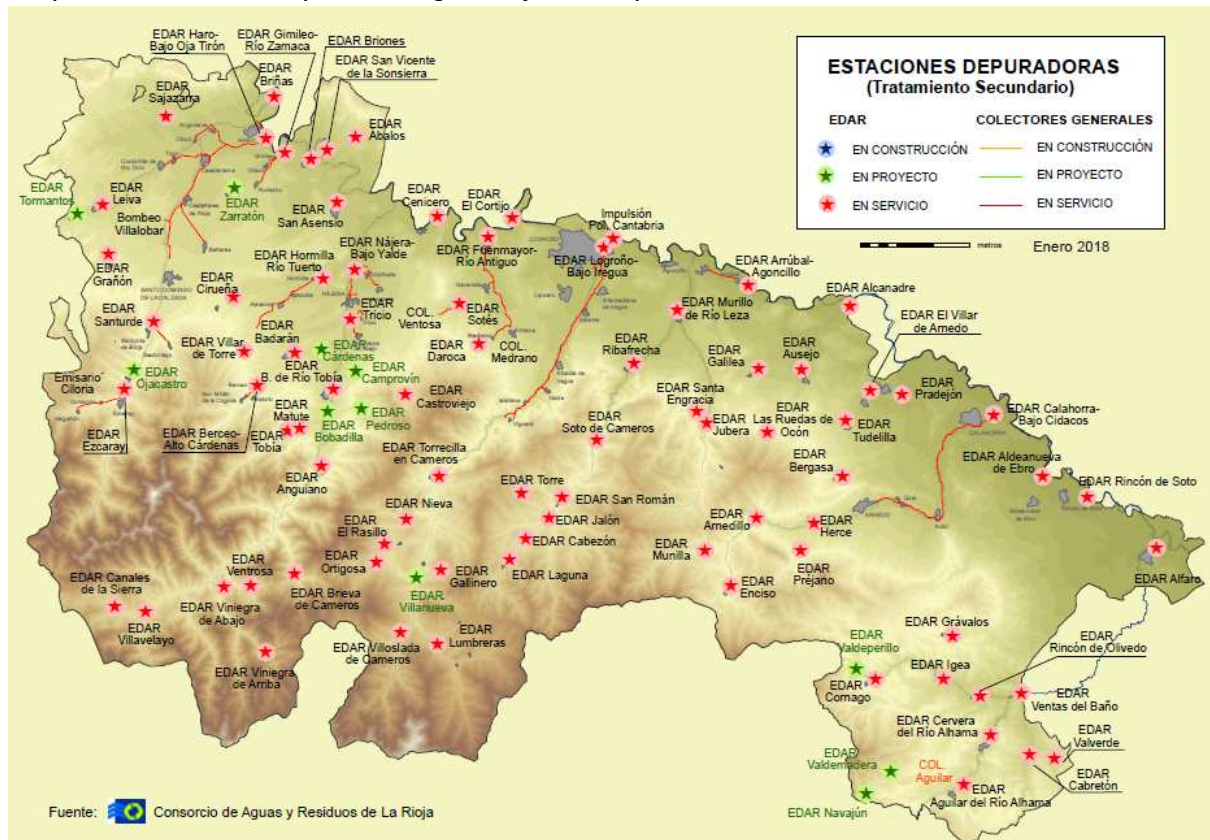 EDAR Haro-
Bajo Oja Tirón
EDAR Gimileo-
Río Zamaca
EDAR Briones
EDAR San Vicente
de la Sonsierra
EDAR
Briñas
EDAR
Sajazarra
EDAR
Abalos
ESTACIONES DEPURADORAS
(Tratamiento Secundario)
EDAR
COLECTORES GENERALES
EN CONSTRUCCIÓN
EN CONSTRUCCIÓN
EN PROYECTO
EN PROYECTO
EN SERVICIO
EN SERVICIO
metros
Enero 2018
EDAR
Tormantos
EDAR
Leiva
Bombeo
Villalobar
EDAR
Zarratón
EDAR
San Asensio
EDAR
Cenicero
EDAR
El Cortijo
Impulsión
Pol. Cantabria
EDAR
Grañón
SANTO DOMINGO
DE LA CALZADA
EDAR Hormilla
Río Tuerto
EDAR Nájera-
Bajo Yalde
EDAR Fuenmayor-
Río Antiguo
EDAR Logroño-
Bajo Iregua
EDAR Arrúbal-
Agoncillo
EDAR
Cirueña
EDAR Alcanadre
EDAR
Santurde
EDAR
Tricio
COL.
Ventosa
EDAR
Sotés
EDAR Murillo
de Río Leza
EDAR El Villar
de Arnedo
EDAR Villar
de Torre
EDAR
Badarán
EDAR
Cárdenas
EDAR
Daroca
COL.
Medrano
EDAR
Ribafrecha
EDAR
Galilea
EDAR
Ausejo
EDAR
Ojacastro
Emisario
Ciloria
EDAR
B. de Río Tobía
EDAR
Camprovín
EDAR
Castroviejo
EDAR Santa
Engracia
EDAR
Pradejón
EDAR
Ezcaray
EDAR Berceo-
Alto Cárdenas
EDAR
Matute
EDAR
Tobía
EDAR
Bobadilla
EDAR
Pedroso
EDAR
Soto de Cameros
EDAR
Jubera
EDAR
Las Ruedas de
Ocón
EDAR
Tudelilla
EDAR Calahorra-
Bajo Cidacos
EDAR
Anguiano
EDAR Torrecilla
en Cameros
EDAR
Bergasa
EDAR Aldeanueva
de Ebro
EDAR Rincón de Soto
EDAR Torre
EDAR San Román
EDAR Nieva
EDAR Jalón
EDAR
Arnedillo
EDAR
Herce
EDAR
El Rasillo
EDAR Cabezón
EDAR
Munilla
EDAR
Préjano
EDAR
Ortigosa
EDAR Laguna
EDAR
Gallinero
EDAR
Enciso
EDAR Alfaro
EDAR Canales
de la Sierra
EDAR
Ventrosa
EDAR Viniegra
de Abajo
EDAR Brieva
de Cameros
EDAR
Villanueva
EDAR
Villavelayo
EDAR Villoslada
de Cameros
EDAR
Lumbreras
EDAR Viniegra
de Arriba
EDAR Grávalos
EDAR
Rincón de Olivedo
EDAR
Valdeperillo
EDAR Igea
EDAR
Cornago
EDAR
Ventas del Baño
EDAR Cervera
del Río Alhama
EDAR
Valverde
EDAR
Valdemadera
COL.
Aguilar
EDAR
Cabretón
EDAR
Aguilar del Río Alhama
EDAR Navajún
Fuente:
Consorcio de Aguas y Residuos de La Rioja